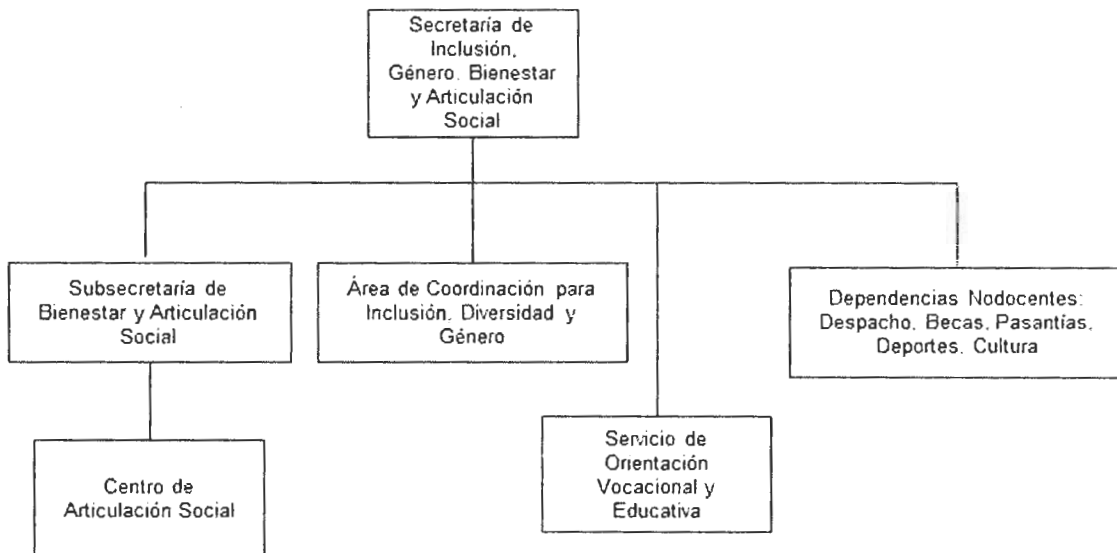 Secretaría de
Inclusión,
Género. Bienestar
y Articulación
Social
Subsecretaría de
Bienestar y Articulación
Social
Área de Coordinación para
Inclusión, Diversidad y
Género
Dependencias Nodocentes:
Despacho, Becas, Pasantías,
Deportes, Cultura
Centro de
Articulación Social
Servicio de
Orientación
Vocacional y
Educativa